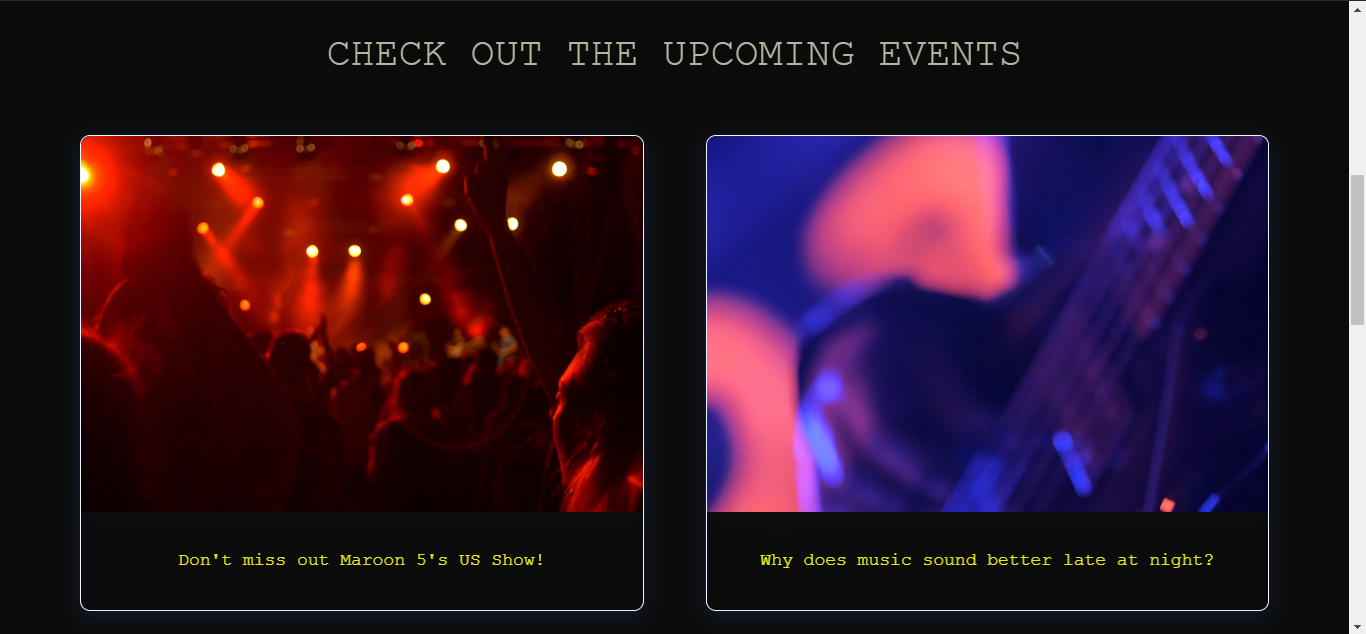 CHECK OUT THE UPCOMING EVENTS
Don't miss out Maroon 5's US Show!
Why does music sound better late at night?